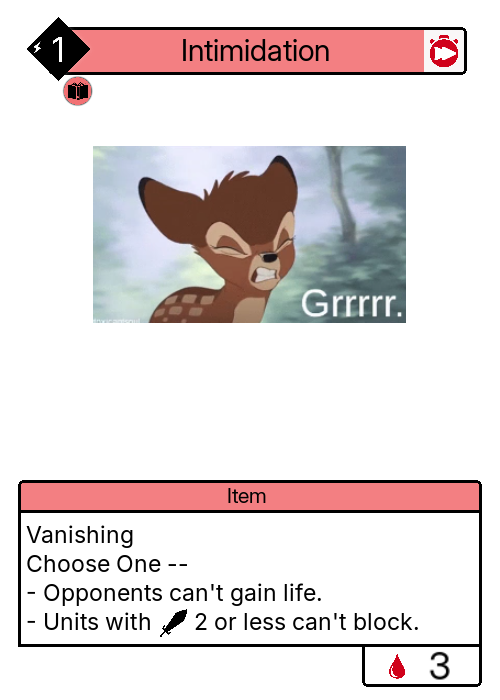 1 Intimidation
Grrrrr.
Item
Vanishing
Choose One --
- Opponents can't gain life.
- Units with 2 or less can't block.
3